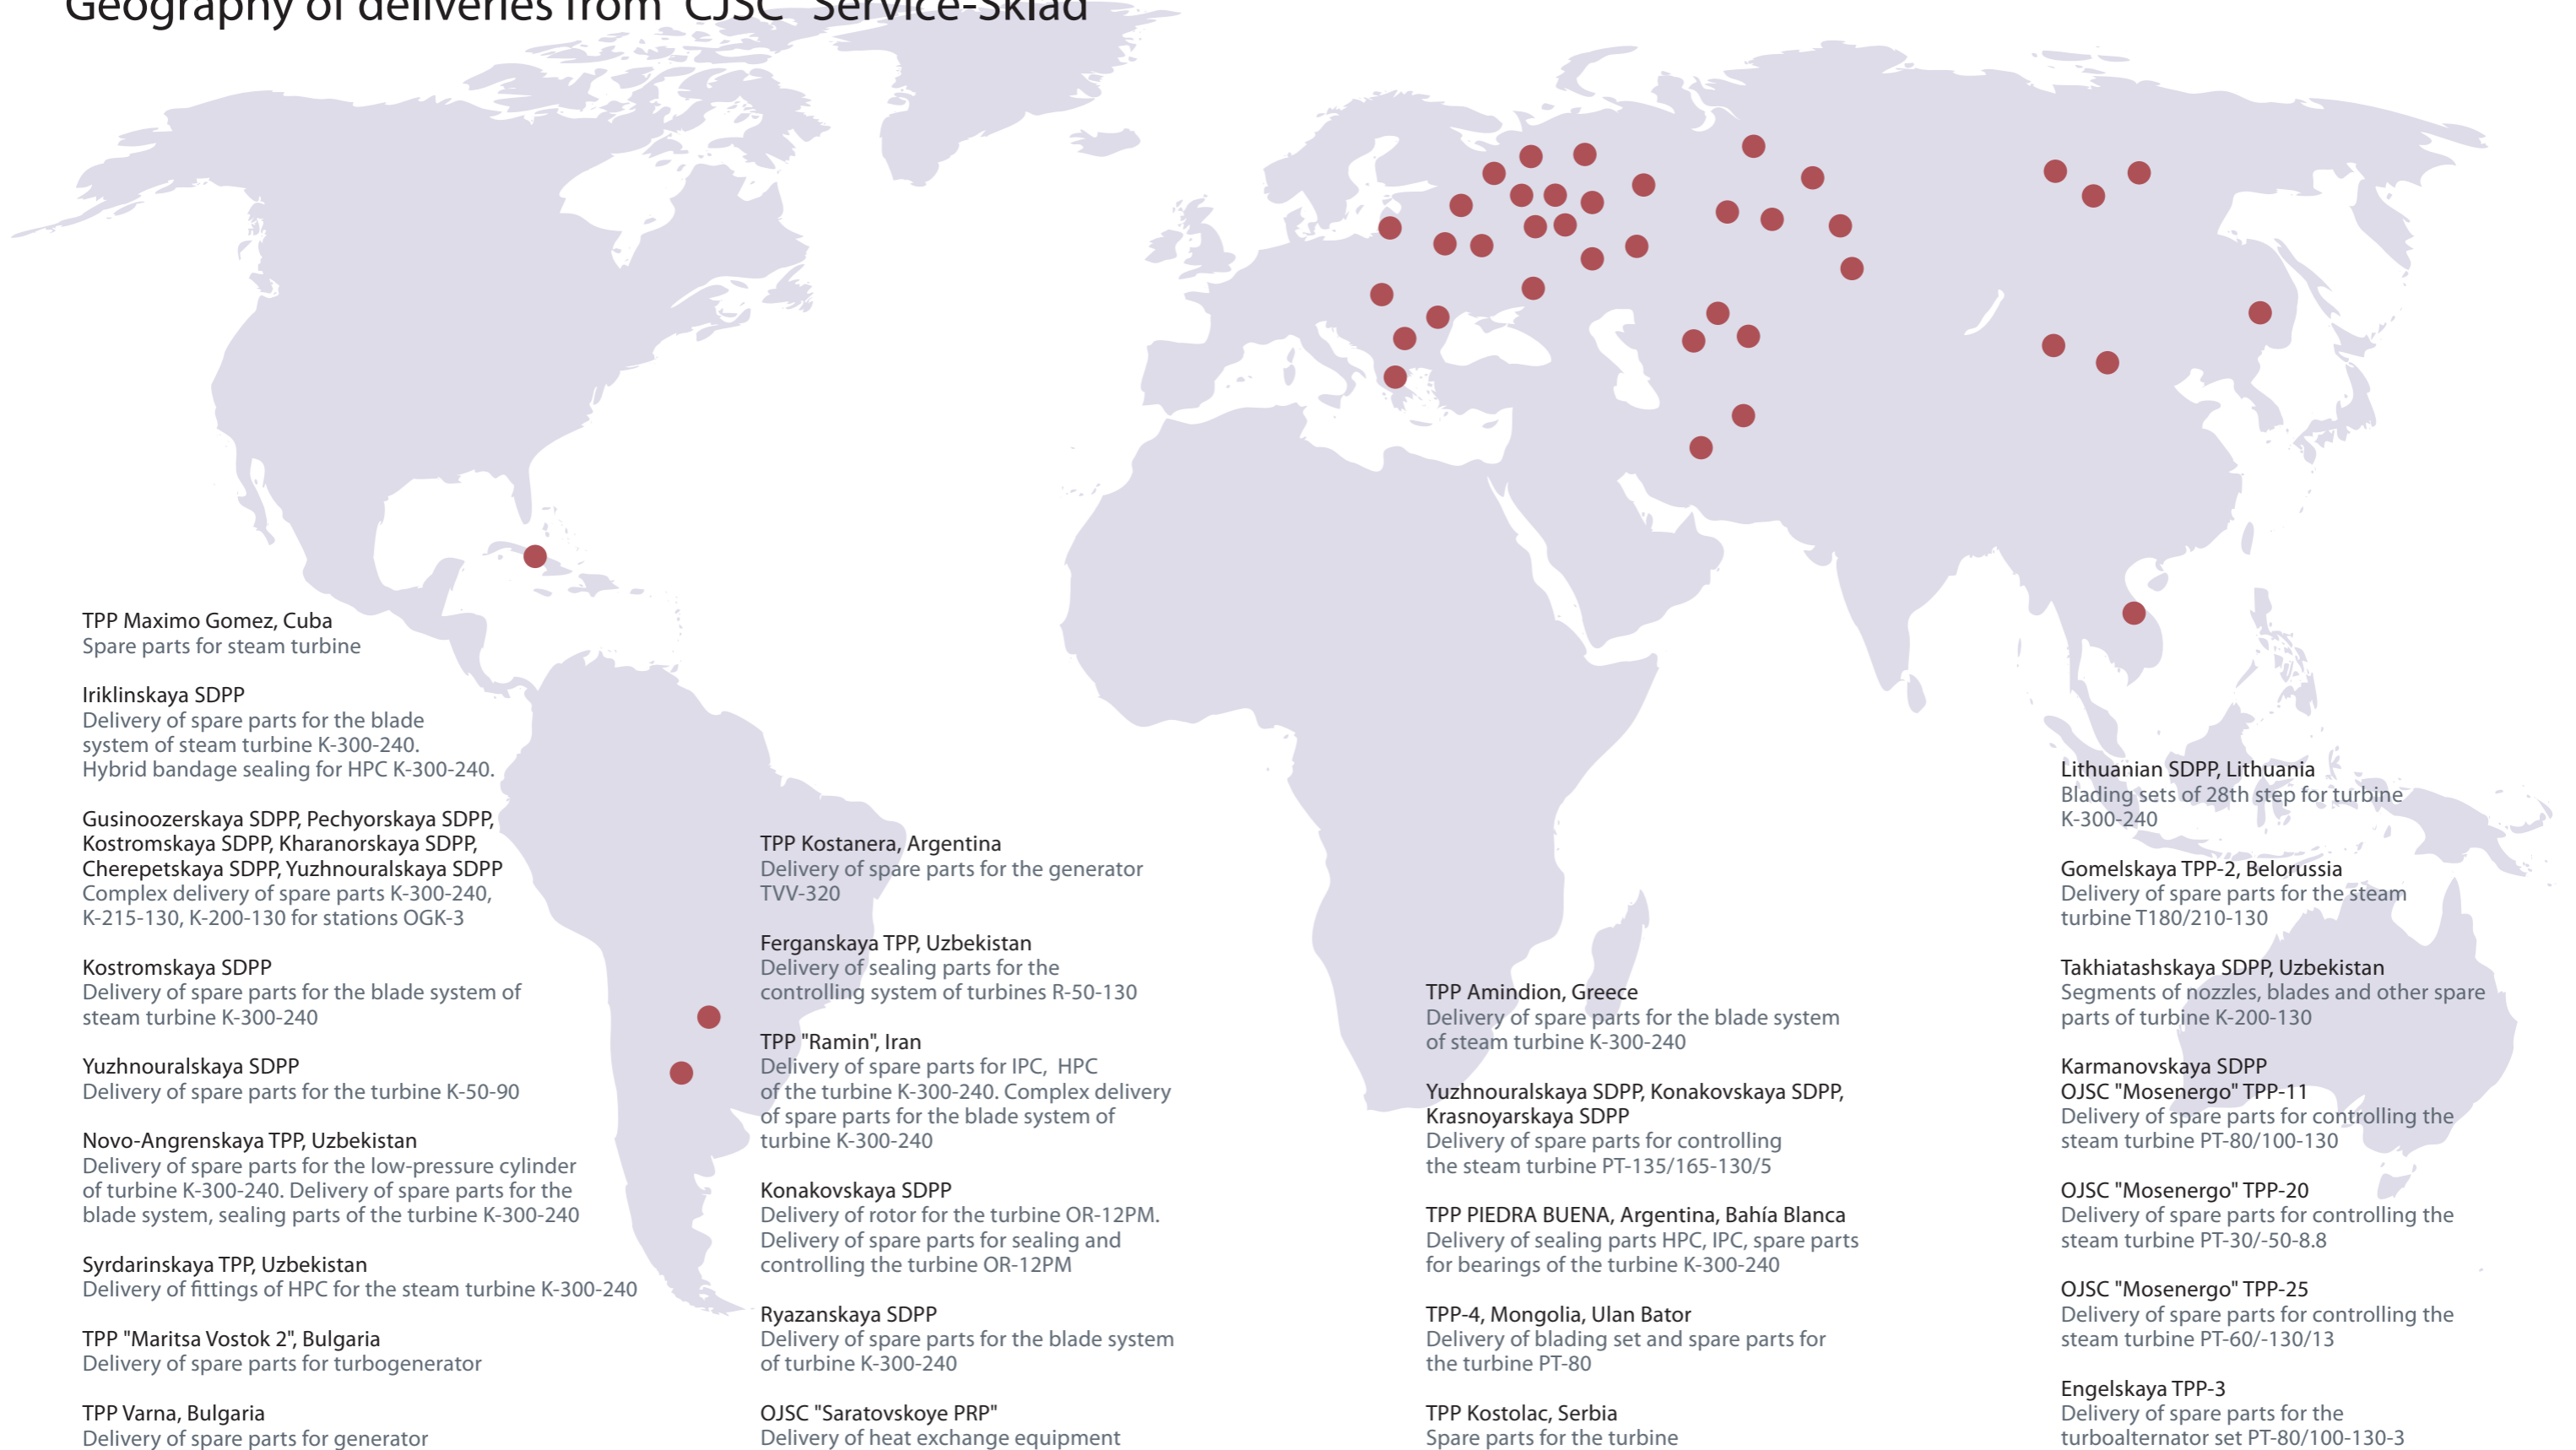 Geography of deliveries from "CJSC "Service-Sklad"
TPP Maximo Gomez, Cuba
Spare parts for steam turbine
Iriklinskaya SDPP
Delivery of spare parts for the blade
system of steam turbine K-300-240.
Hybrid bandage sealing for HPC K-300-240.
Gusinoozerskaya SDPP, Pechyorskaya SDPP,
Kostromskaya SDPP, Kharanorskaya SDPP,
Cherepetskaya SDPP, Yuzhnouralskaya SDPP
Complex delivery of spare parts K-300-240,
K-215-130, K-200-130 for stations OGK-3
Kostromskaya SDPP
Delivery of spare parts for the blade system of
steam turbine K-300-240
Yuzhnouralskaya SDPP
Delivery of spare parts for the turbine K-50-90
Novo-Angrenskaya TPP, Uzbekistan
Delivery of spare parts for the low-pressure cylinder
of turbine K-300-240. Delivery of spare parts for the
blade system, sealing parts of the turbine K-300-240
Syrdarinskaya TPP, Uzbekistan
Delivery of fittings of HPC for the steam turbine K-300-240
TPP "Maritsa Vostok 2", Bulgaria
Delivery of spare parts for turbogenerator
TPP Varna, Bulgaria
Delivery of spare parts for generator
TPP Kostanera, Argentina
Delivery of spare parts for the generator
TVV-320
Ferganskaya TPP, Uzbekistan
Delivery of sealing parts for the
controlling system of turbines R-50-130
TPP "Ramin", Iran
Delivery of spare parts for IPC, HPC
of the turbine K-300-240. Complex delivery
of spare parts for the blade system of
turbine K-300-240
Konakovskaya SDPP
Delivery of rotor for the turbine OR-12PM.
Delivery of spare parts for sealing and
controlling the turbine OR-12PM
Ryazanskaya SDPP
Delivery of spare parts for the blade system
of turbine K-300-240
OJSC "Saratovskoye PRP"
Delivery of heat exchange equipment
TPP Amindion, Greece
Delivery of spare parts for the blade system
of steam turbine K-300-240
Yuzhnouralskaya SDPP, Konakovskaya SDPP,
Krasnoyarskaya SDPP
Delivery of spare parts for controlling
the steam turbine PT-135/165-130/5
TPP PIEDRA BUENA, Argentina, Bahía Blanca
Delivery of sealing parts HPC, IPC, spare parts
for bearings of the turbine K-300-240
TPP-4, Mongolia, Ulan Bator
Delivery of blading set and spare parts for
the turbine PT-80
TPP Kostolac, Serbia
Spare parts for the turbine
Lithuanian SDPP, Lithuania
Blading sets of 28th step for turbine
K-300-240
Gomelskaya TPP-2, Belorussia
Delivery of spare parts for the steam
turbine T180/210-130
Takhiatashskaya SDPP, Uzbekistan
Segments of nozzles, blades and other spare
parts of turbine K-200-130
Karmanovskaya SDPP
OJSC "Mosenergo" TPP-11
Delivery of spare parts for controlling the
steam turbine PT-80/100-130
OJSC "Mosenergo" TPP-20
Delivery of spare parts for controlling the
steam turbine PT-30/-50-8.8
OJSC "Mosenergo" TPP-25
Delivery of spare parts for controlling the
steam turbine PT-60/-130/13
Engelskaya TPP-3
Delivery of spare parts for the
turboalternator set PT-80/100-130-3